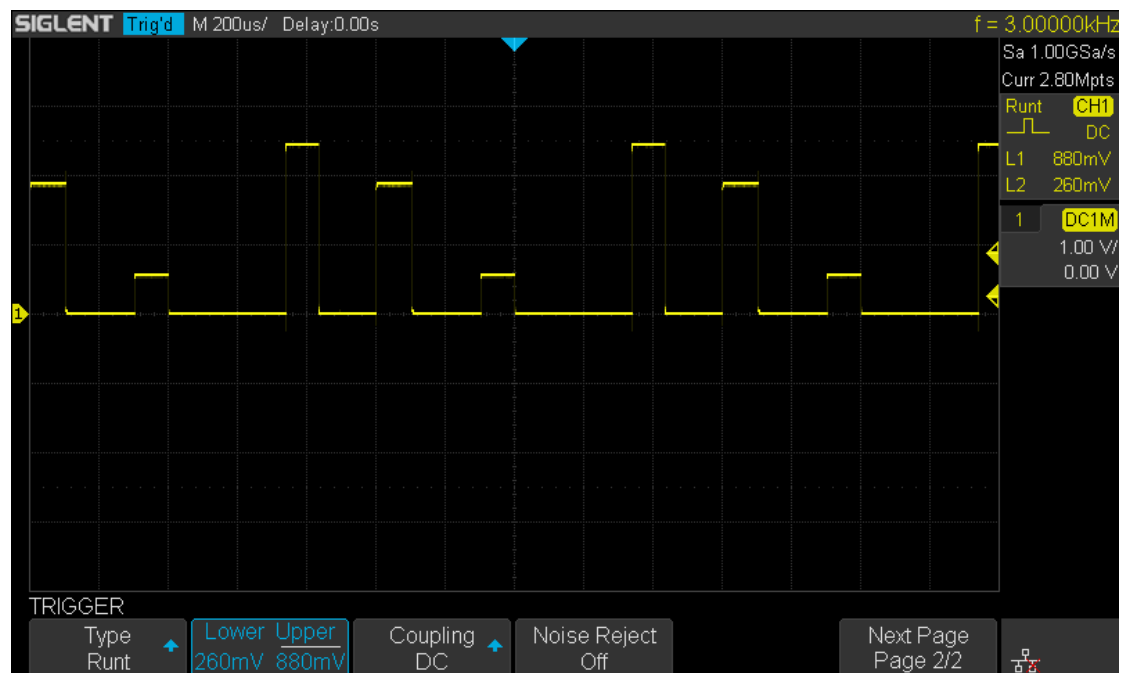 SIGLENT Trig'd M 200us/ Delay:0.00s f = 3.00000kHz
Sa 1.00GSa/s
Curr 2.80Mpts
Runt CH1
DC
L1 880mV
L2 260mV
1 DC1M
1.00 V/
0.00 V
1
TRIGGER
Type Lower Upper Coupling Noise Reject Next Page
Runt 260mV 880mV DC Off Page 2/2